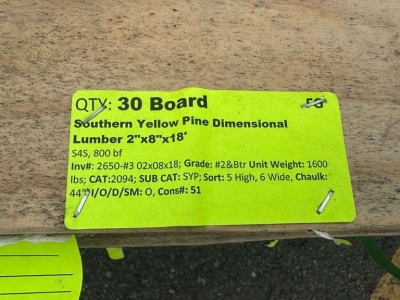 QTY: 30 Board
Southern Yellow Pine Dimensional
Lumber 2"x8"x18'
S4S, 800 bf
Inv#: 2650-#3 02x08x18; Grade: #2&Btr Unit Weight: 1600
lbs; CAT:2094; SUB CAT: SYP; Sort: 5 High, 6 Wide, Chaulk:
44" I/O/D/SM: O, Cons#: 51